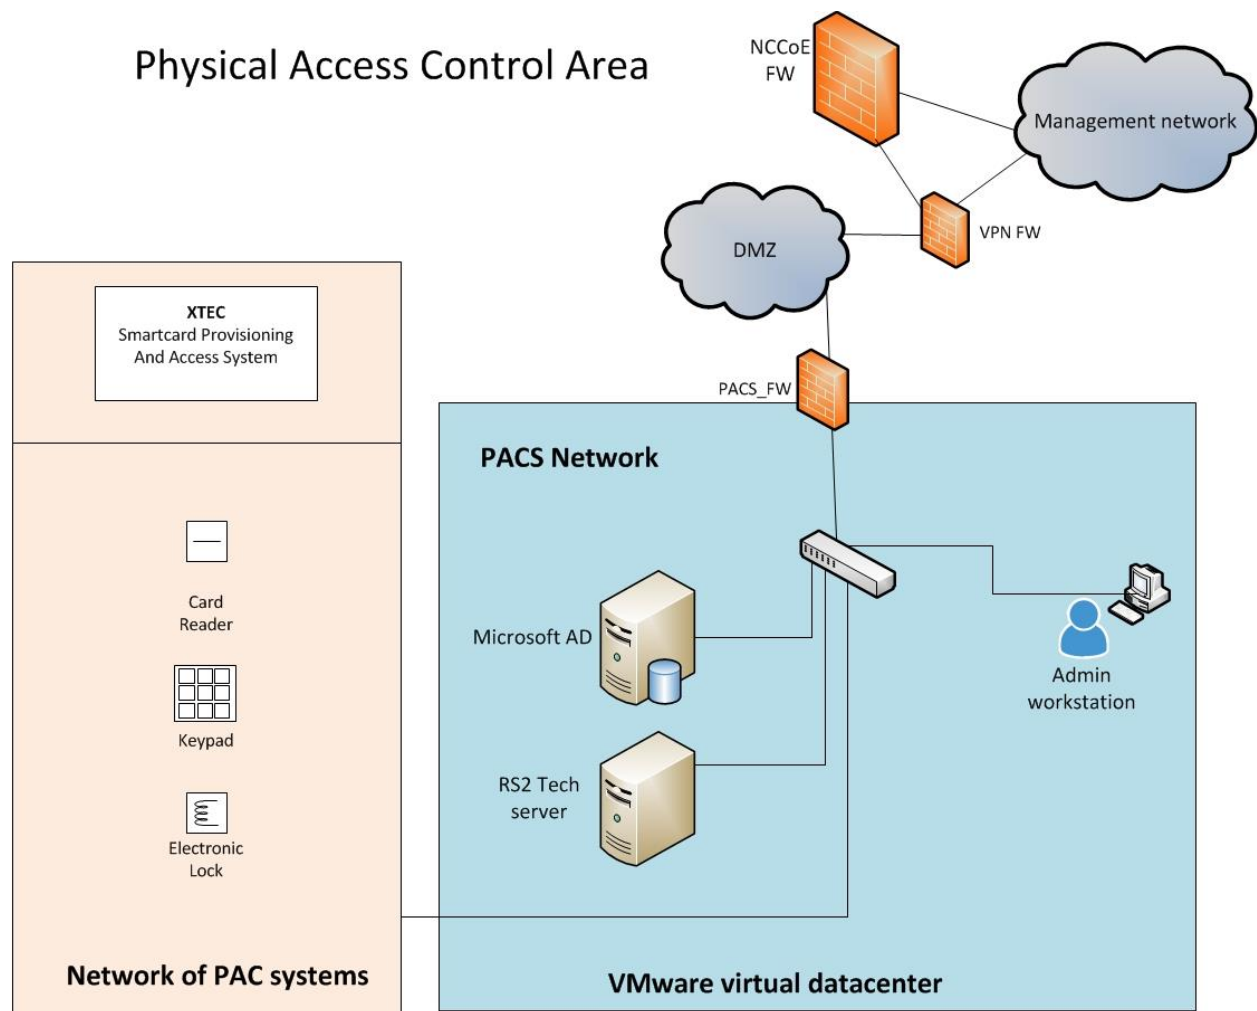 Physical Access Control Area
NCCoE
FW
Management network
VPN FW
DMZ
XTEC
Smartcard Provisioning
And Access System
PACS_FW
PACS Network
Card
Reader
Microsoft AD
Admin
workstation
Keypad
RS2 Tech
server
Electronic
Lock
Network of PAC systems
VMware virtual datacenter